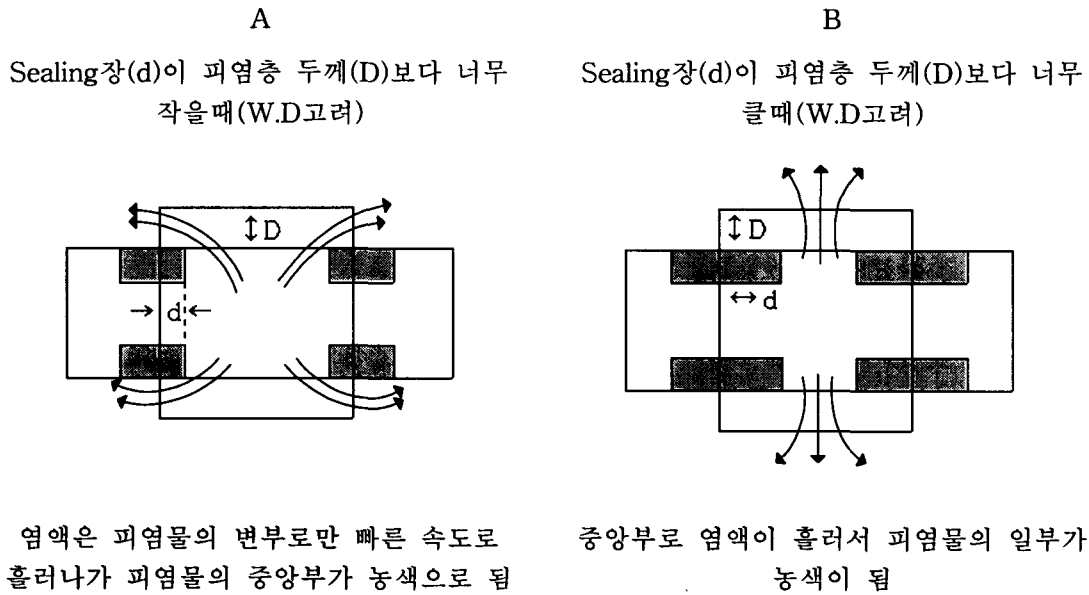 A
Sealing장(d)이 피염층 두께(D)보다 너무
작을때(W.D고려)
D
d
염액은 피염물의 변부로만 빠른 속도로
흘러나가 피염물의 중앙부가 농색으로 됨
B
Sealing장(d)이 피염층 두께(D)보다 너무
클때(W.D고려)
D
d
중앙부로 염액이 흘러서 피염물의 일부가
농색이 됨